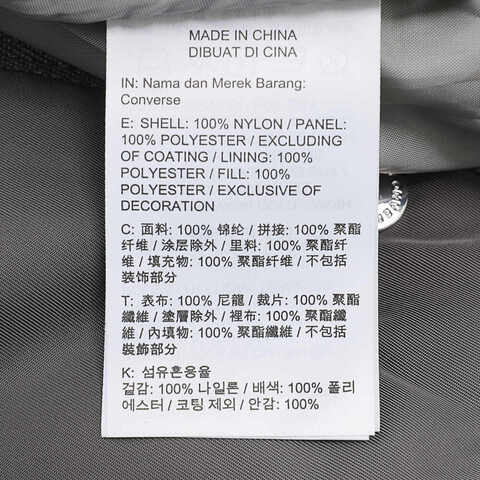 MADE IN CHINA
DIBUAT DI CINA
IN: Nama dan Merek Barang:
Converse
E: SHELL: 100% NYLON / PANEL:
100% POLYESTER / EXCLUDING
OF COATING / LINING: 100%
POLYESTER / FILL: 100%
POLYESTER / EXCLUSIVE OF
DECORATION
C: 面料: 100% 锦纶 / 拼接: 100% 聚酯
纤维 / 涂层除外 / 里料: 100% 聚酯纤
维 / 填充物: 100% 聚酯纤维 / 不包括
装饰部分
T: 表布: 100% 尼龍 / 裁片: 100% 聚酯
纖維 / 塗層除外 / 裡布: 100% 聚酯纖
維 / 內填物: 100% 聚酯纖維 / 不包括
裝飾部分
K: 섬유혼용율
겉감: 100% 나일론 / 배색: 100% 폴리
에스터 / 코팅 제외 / 안감: 100%